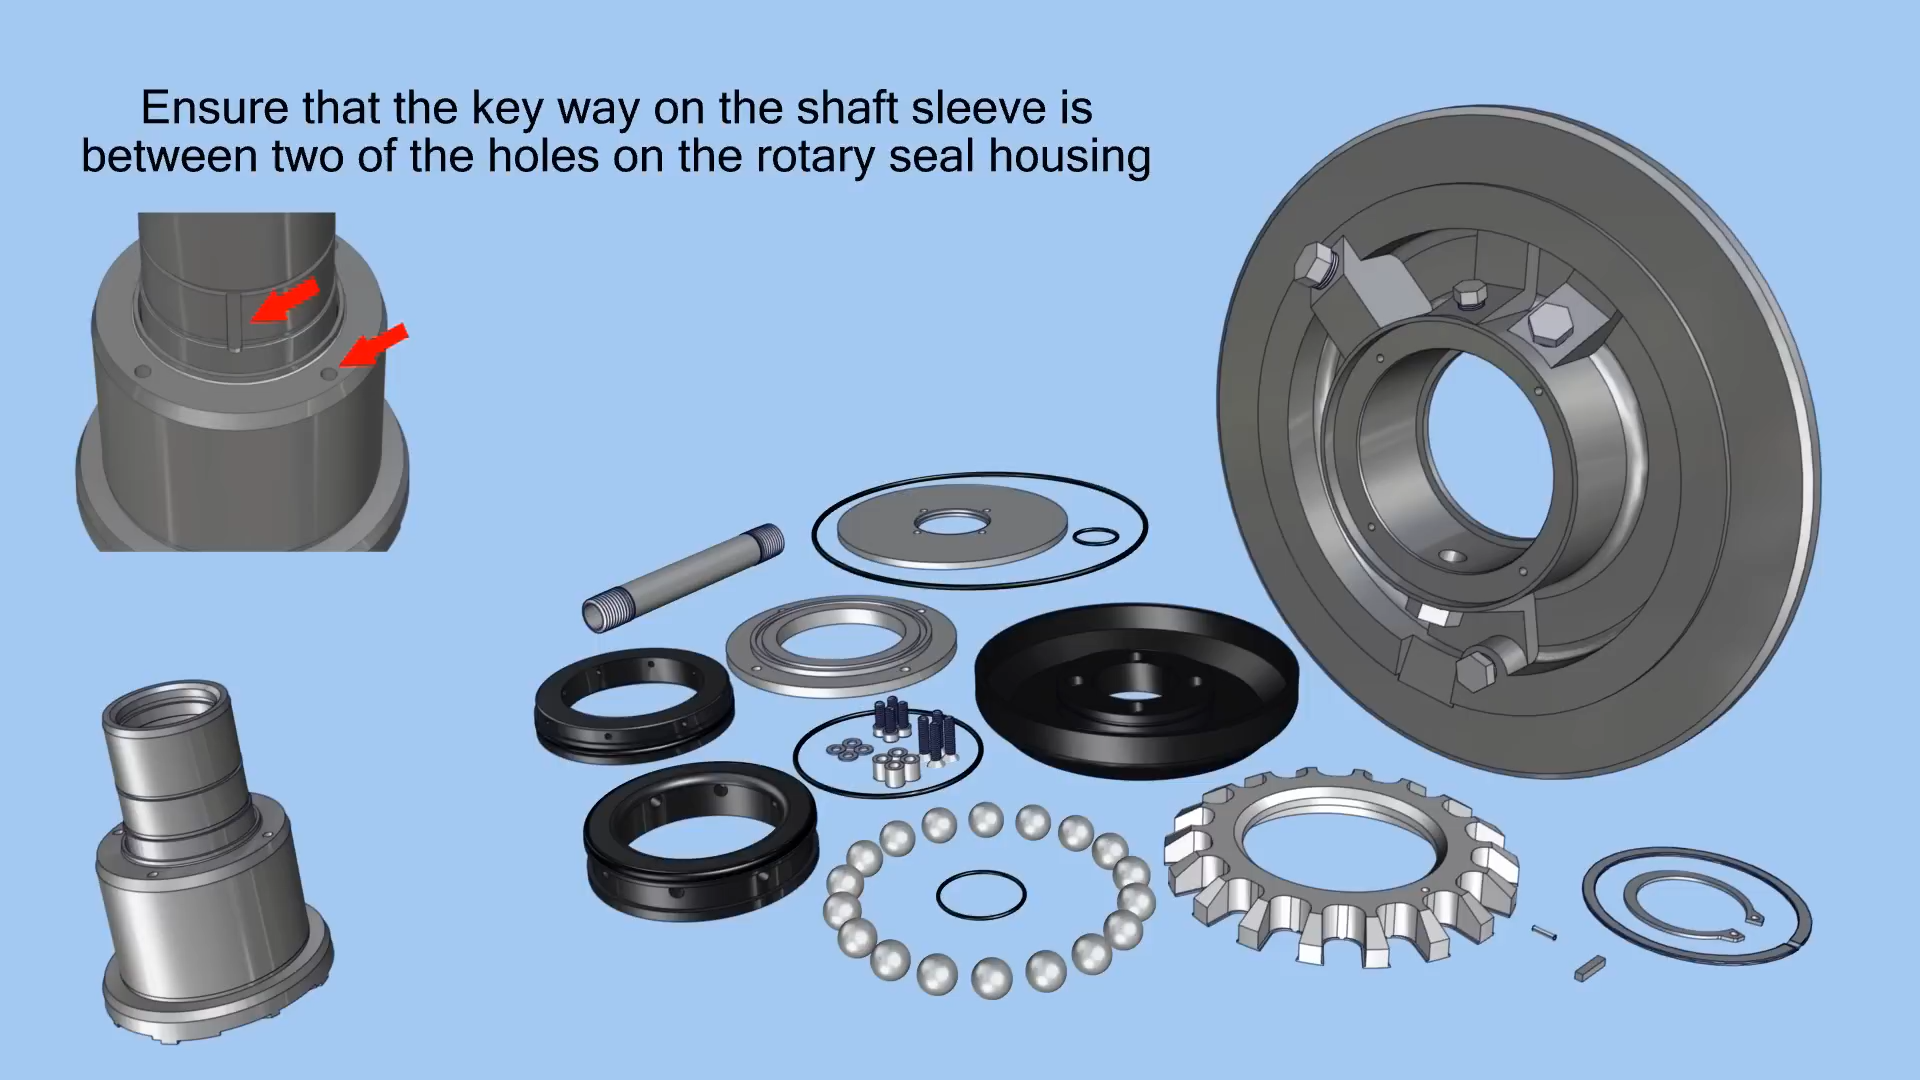 Ensure that the key way on the shaft sleeve is
between two of the holes on the rotary seal housing